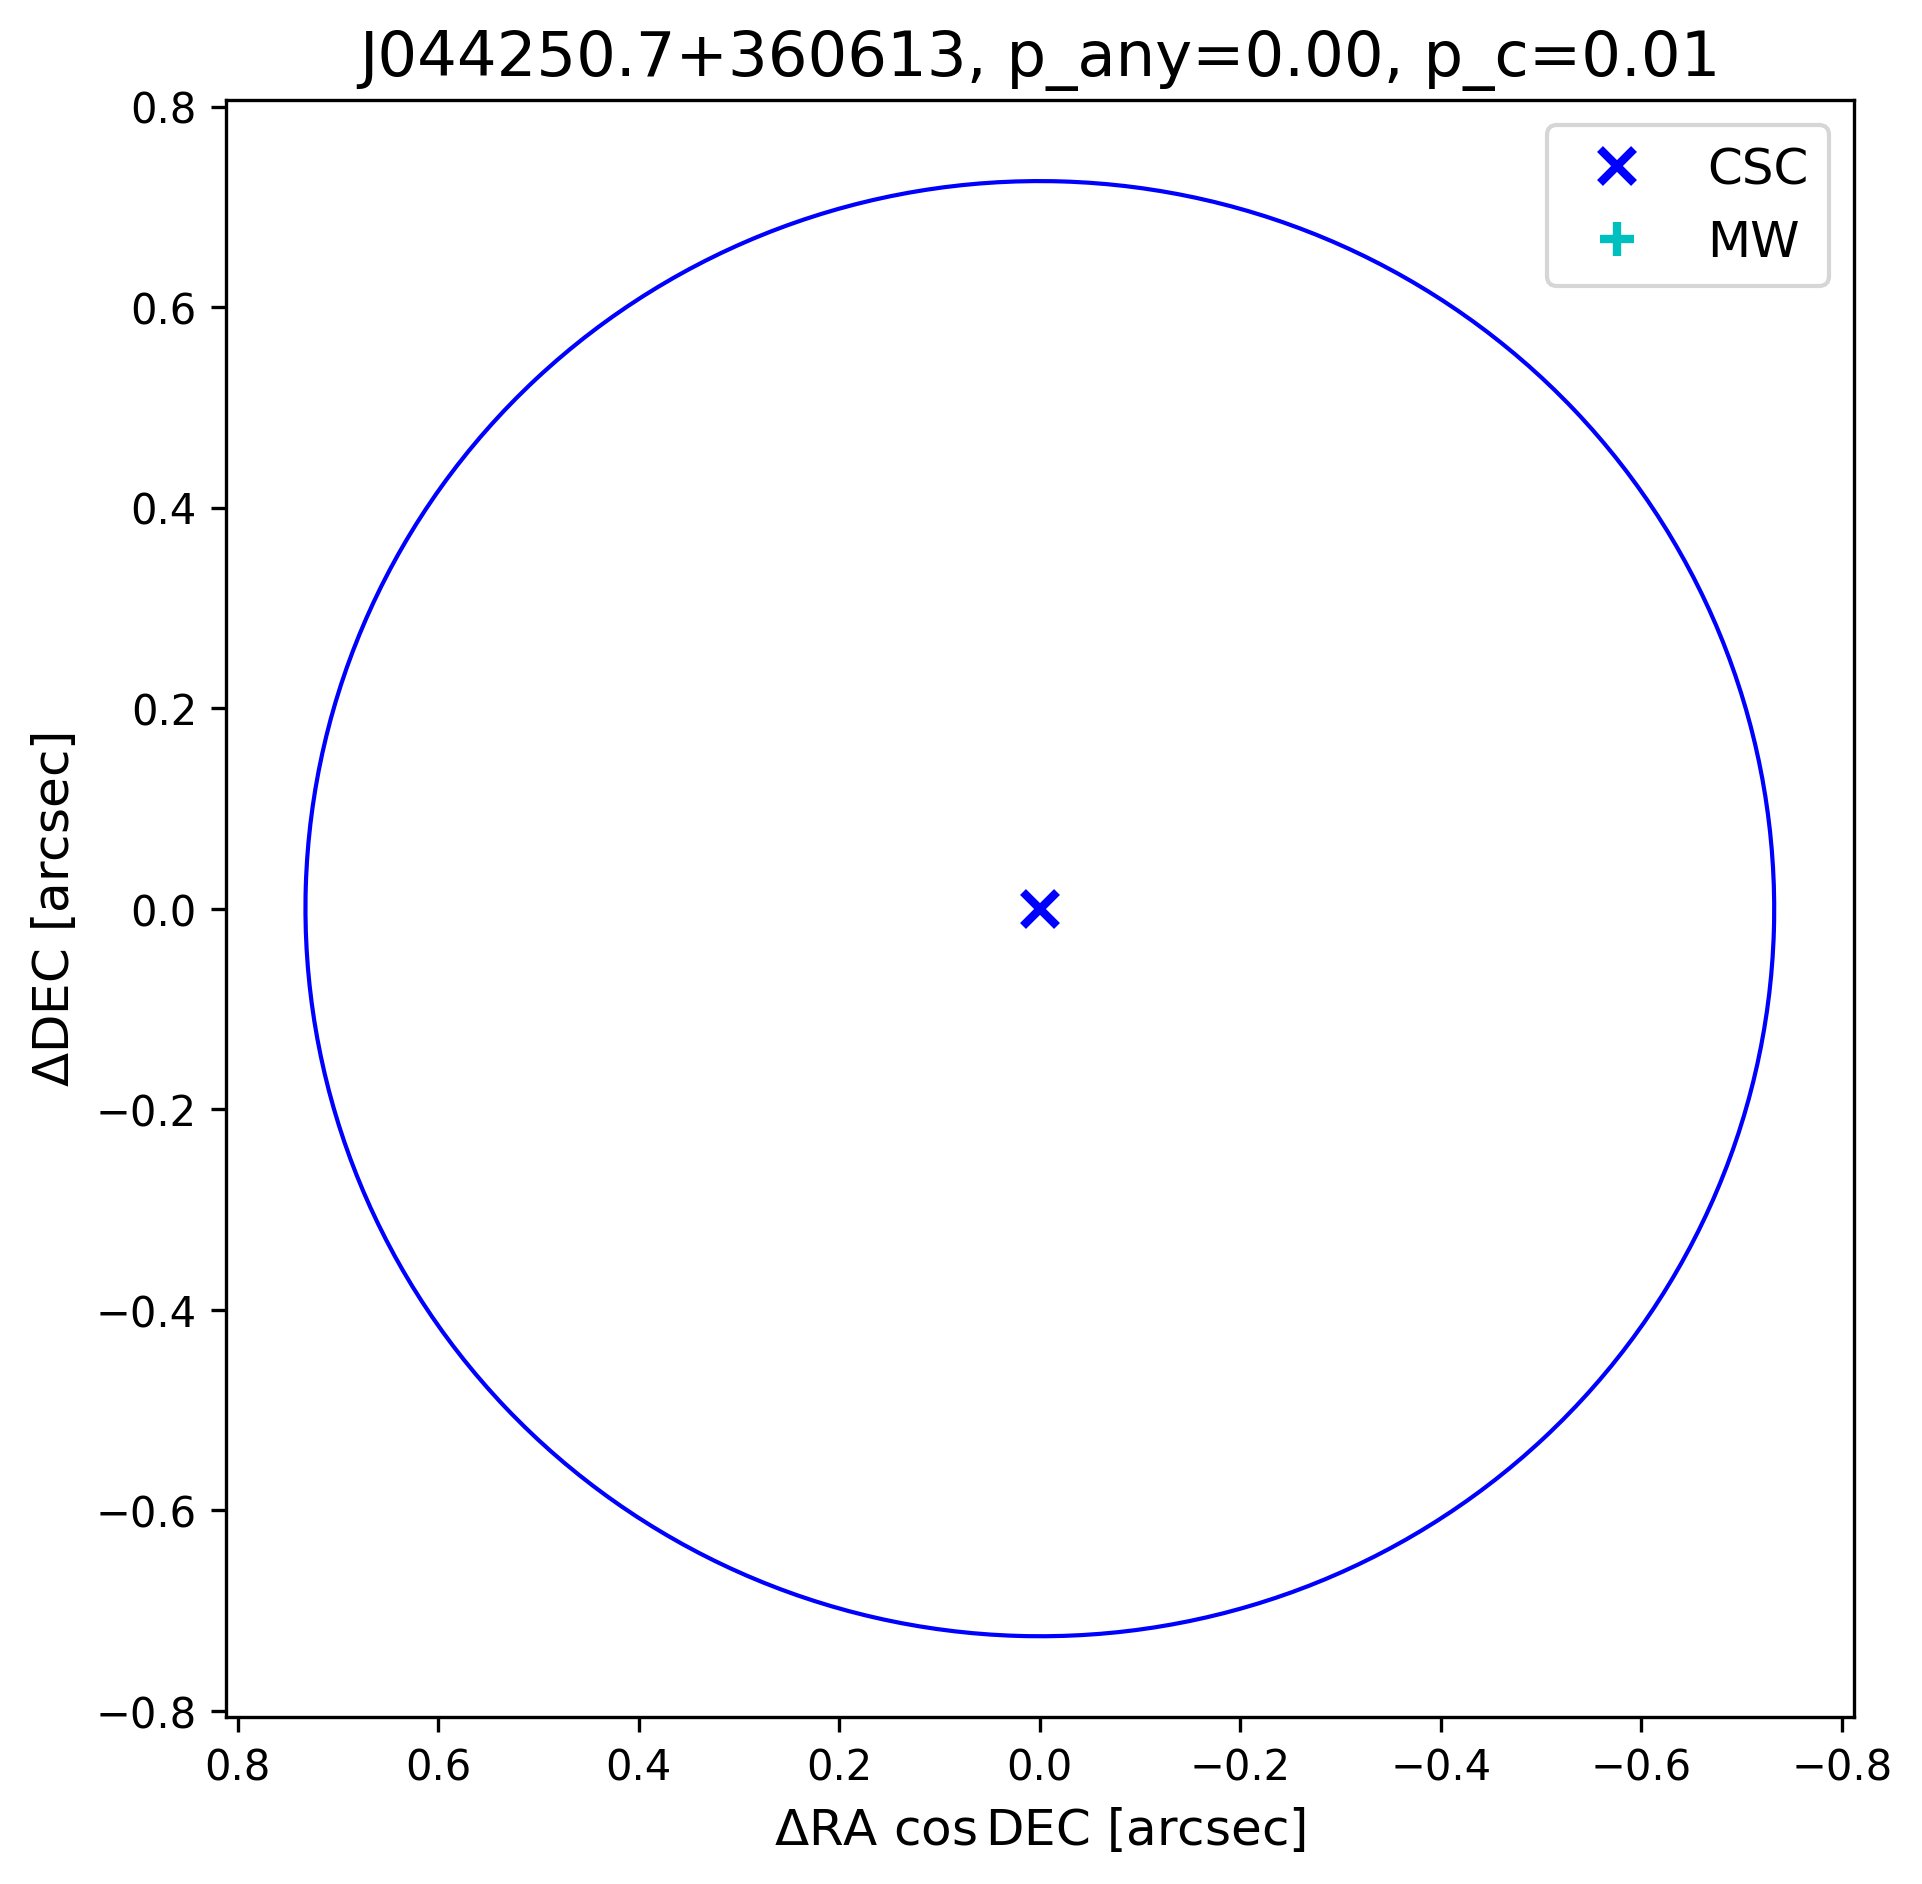 J044250.7+360613, p_any=0.00, p_c=0.01
CSC
MW
0.8
0.6
0.4
0.2
0.0
−0.2
−0.4
−0.6
−0.8
ΔDEC [arcsec]
0.8 0.6 0.4 0.2 0.0 −0.2 −0.4 −0.6 −0.8
ΔRA cos DEC [arcsec]